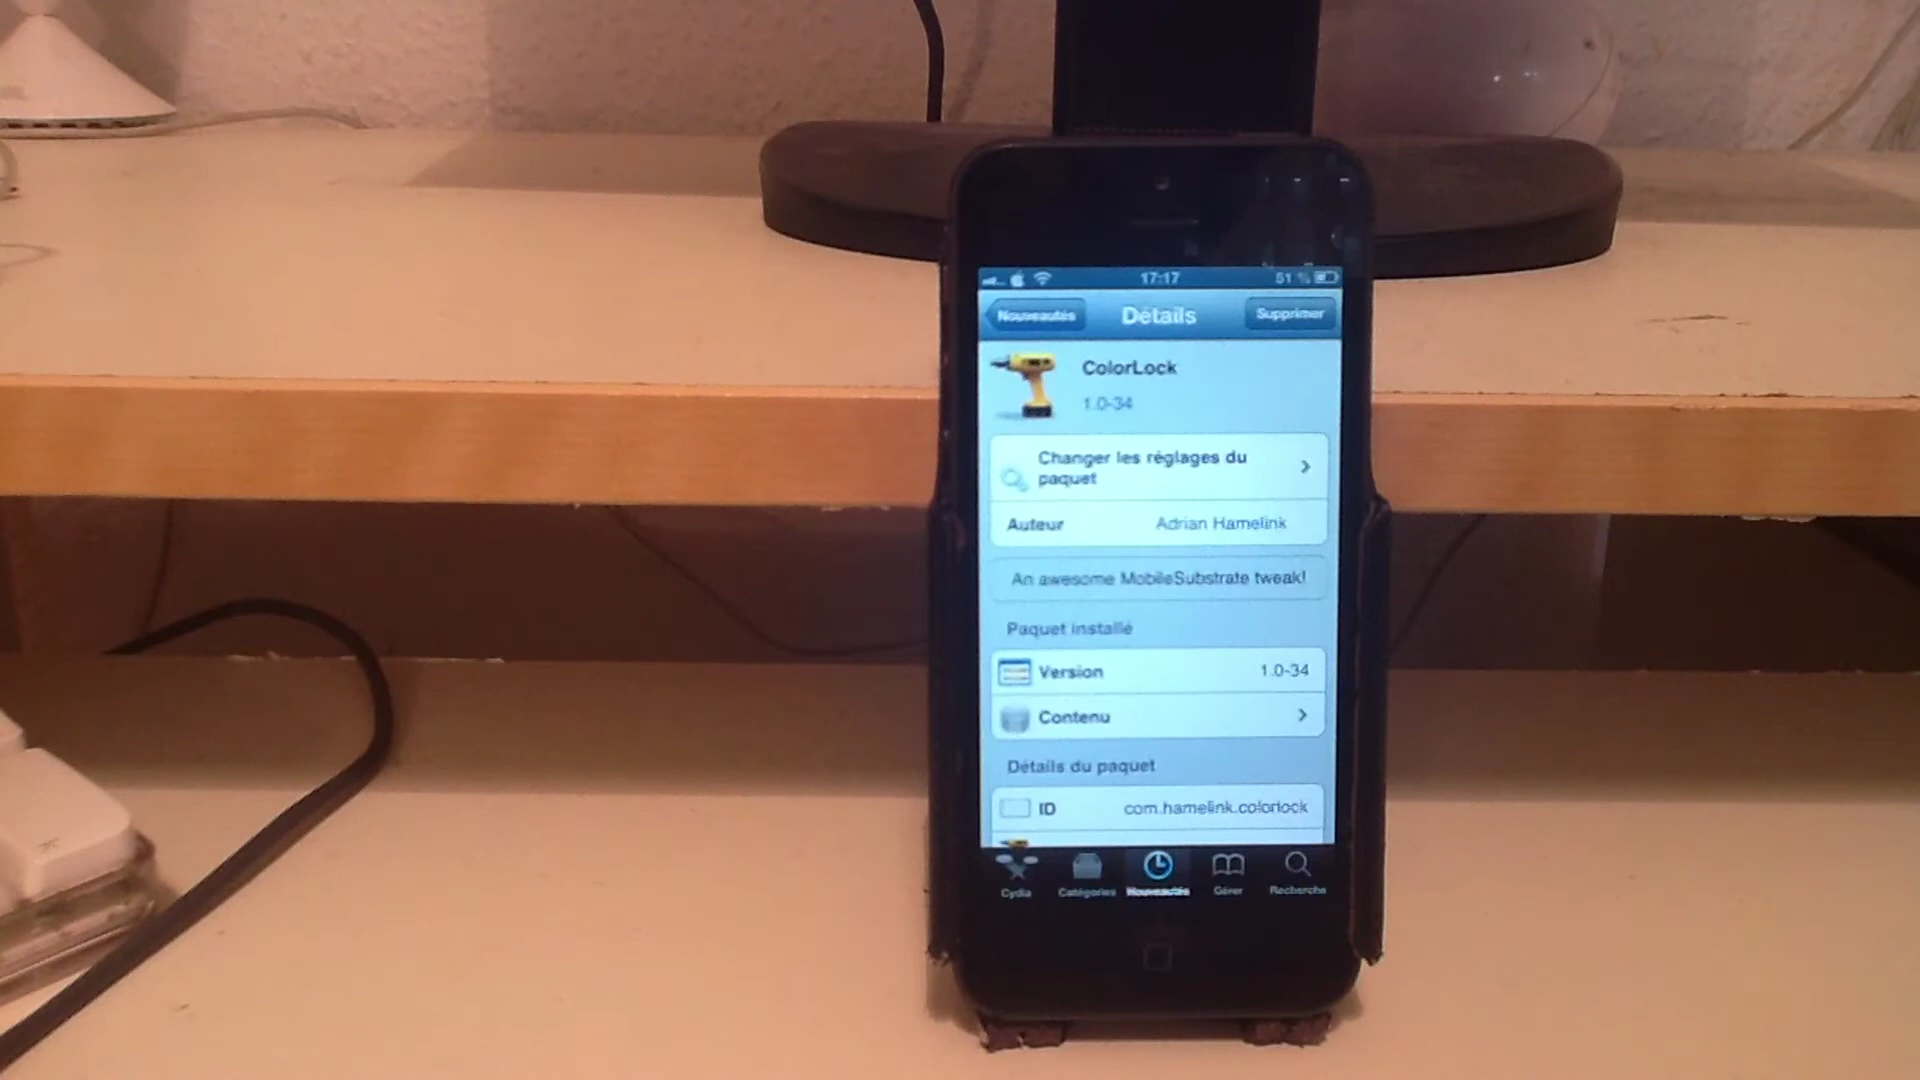 17:17
51 %
Nouveautés
Détails
Supprimer
ColorLock
1.0-34
Changer les réglages du
paquet
Auteur
Adrian Hamelink
An awesome MobileSubstrate tweak!
Paquet installé
Version
1.0-34
Contenu
Détails du paquet
ID
com.hamelink.colorlock
Cydia
Catégories
Nouveautés
Gérer
Recherche